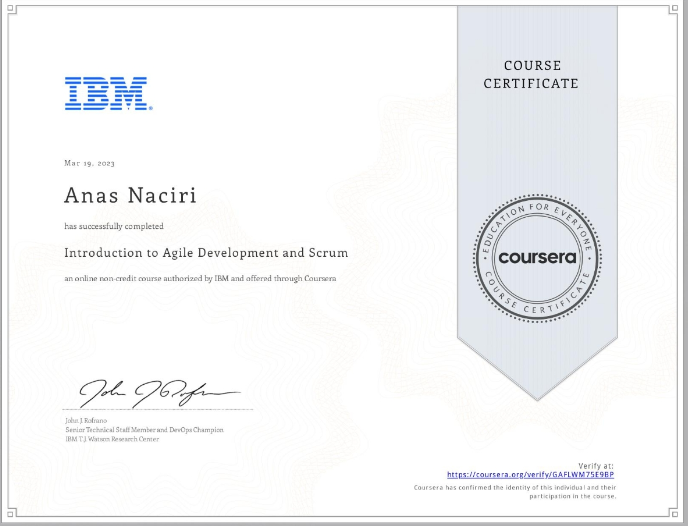 COURSE
CERTIFICATE
IBM®
Mar 19, 2023
Anas Naciri
has successfully completed
Introduction to Agile Development and Scrum
an online non-credit course authorized by IBM and offered through Coursera
EDUCATION FOR EVERYONE
coursera
COURSE CERTIFICATE
John J Rofrano
John J Rofrano
Senior Technical Staff Member and DevOps Champion
IBM T.J. Watson Research Center
Verify at:
https://coursera.org/verify/GAFLWM75E9BP
Coursera has confirmed the identity of this individual and their
participation in the course.